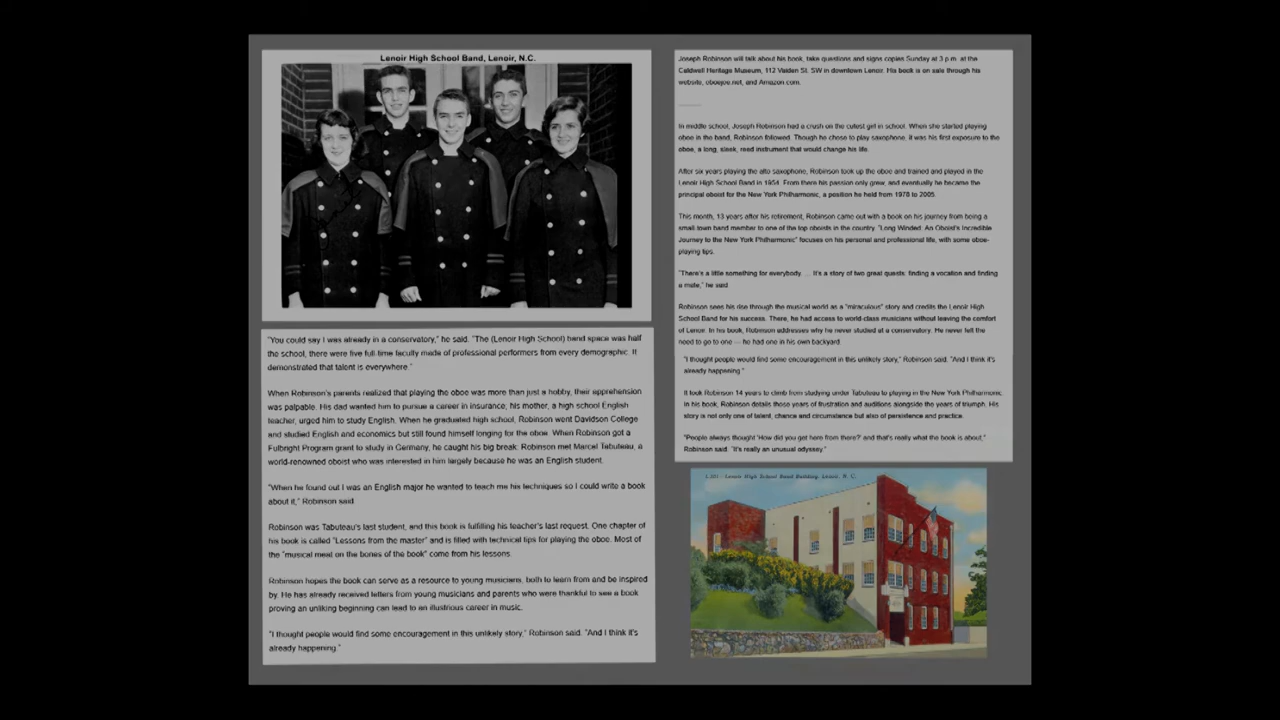 Lenoir High School Band, Lenoir, N.C.
"You could say I was already in a conservatory," he said. "The (Lenoir High School) band space was half
the school, there were five full-time faculty made of professional performers from every demographic. It
demonstrated that talent is everywhere."
When Robinson's parents realized that playing the oboe was more than just a hobby, their apprehension
was palpable. His dad wanted him to pursue a career in insurance; his mother, a high school English
teacher, urged him to study English. When he graduated high school, Robinson went Davidson College
and studied English and economics but still found himself longing for the oboe. When Robinson got a
Fulbright Program grant to study in Germany, he caught his big break: Robinson met Marcel Tabuteau, a
world-renowned oboist who was interested in him largely because he was an English student.
"When he found out I was an English major he wanted to teach me his techniques so I could write a book
about it," Robinson said.
Robinson was Tabuteau's last student, and this book is fulfilling his teacher's last request. One chapter of
his book is called "Lessons from the master" and is filled with technical tips for playing the oboe. Most of
the "musical meat on the bones of the book" come from his lessons.
Robinson hopes the book can serve as a resource to young musicians, both to learn from and be inspired
by. He has already received letters from young musicians and parents who were thankful to see a book
proving an unliking beginning can lead to an illustrious career in music.
"I thought people would find some encouragement in this unlikely story," Robinson said. "And I think it's
already happening."
Joseph Robinson will talk about his book, take questions and signs copies Sunday at 3 p.m. at the
Caldwell Heritage Museum, 112 Vaiden St. SW in downtown Lenoir. His book is on sale through his
website, oboejoe.net, and Amazon.com.
In middle school, Joseph Robinson had a crush on the cutest girl in school. When she started playing
oboe in the band, Robinson followed. Though he chose to play saxophone, it was his first exposure to the
oboe, a long, sleek, reed instrument that would change his life.
After six years playing the alto saxophone, Robinson took up the oboe and trained and played in the
Lenoir High School Band in 1954. From there his passion only grew, and eventually he became the
principal oboist for the New York Philharmonic, a position he held from 1978 to 2005.
This month, 13 years after his retirement, Robinson came out with a book on his journey from being a
small-town band member to one of the top oboists in the country. "Long Winded: An Oboist's Incredible
Journey to the New York Philharmonic" focuses on his personal and professional life, with some oboe-
playing tips.
"There's a little something for everybody. ... It's a story of two great quests: finding a vocation and finding
a mate," he said.
Robinson sees his rise through the musical world as a "miraculous" story and credits the Lenoir High
School Band for his success. There, he had access to world-class musicians without leaving the comfort
of Lenoir. In his book, Robinson addresses why he never studied at a conservatory. He never felt the
need to go to one — he had one in his own backyard.
"I thought people would find some encouragement in this unlikely story," Robinson said. "And I think it's
already happening."
It took Robinson 14 years to climb from studying under Tabuteau to playing in the New York Philharmonic.
In his book, Robinson details those years of frustration and auditions alongside the years of triumph. His
story is not only one of talent, chance and circumstance but also of persistence and practice.
"People always thought 'How did you get here from there?' and that's really what the book is about,"
Robinson said. "It's really an unusual odyssey."
Lenoir High School Band Building, Lenoir, N. C.